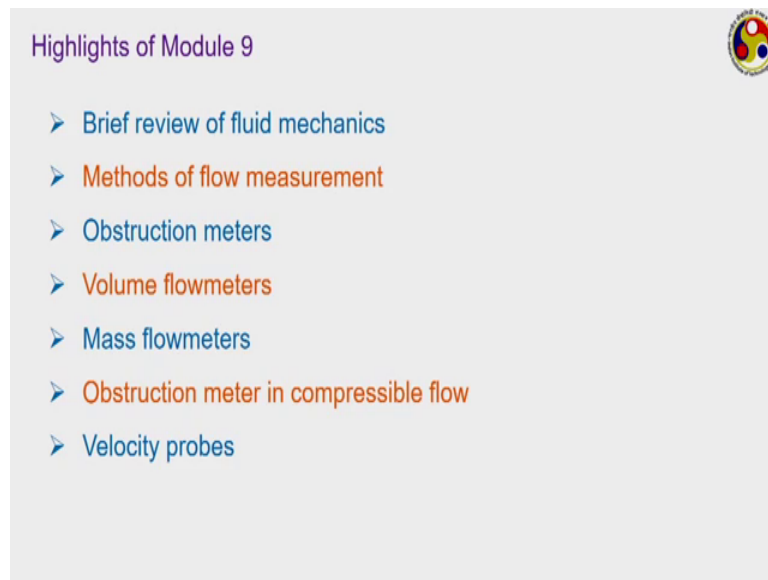 Highlights of Module 9
Brief review of fluid mechanics
Methods of flow measurement
Obstruction meters
Volume flowmeters
Mass flowmeters
Obstruction meter in compressible flow
Velocity probes